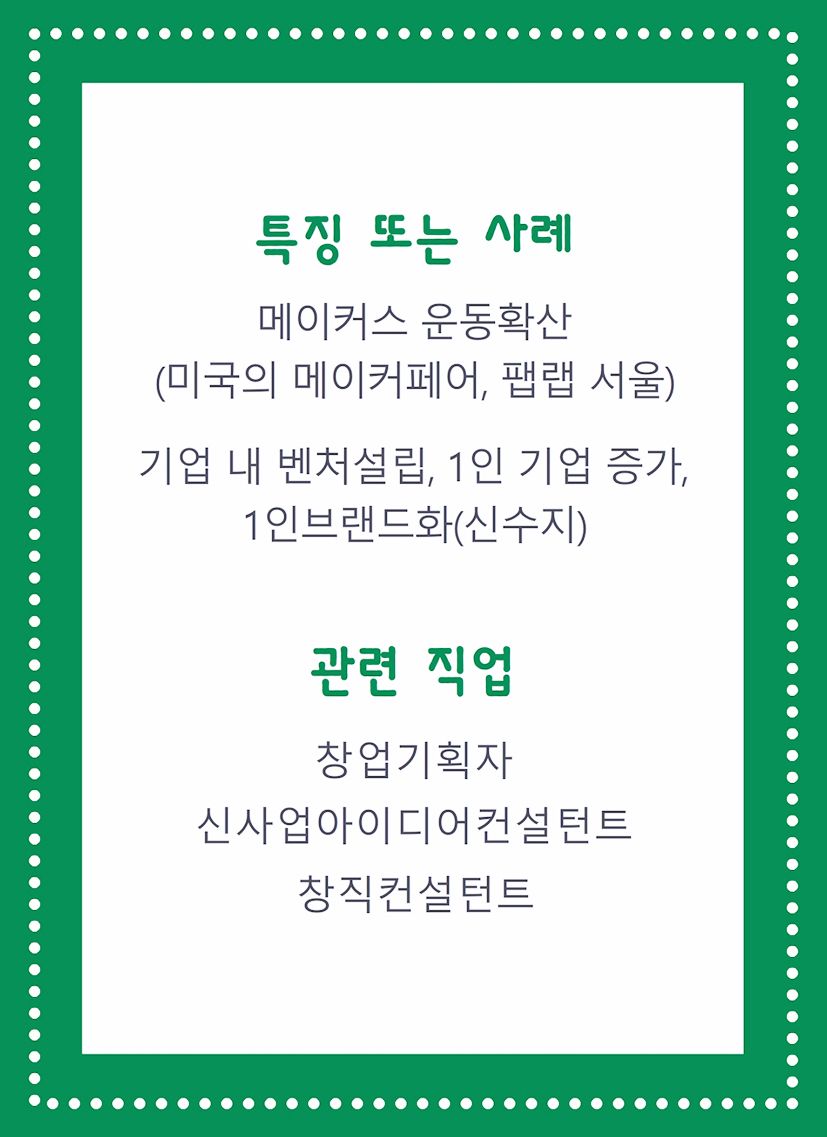 특징 또는 사례
메이커스 운동확산
(미국의 메이커페어, 팹랩 서울)
기업 내 벤처설립, 1인 기업 증가,
1인브랜드화(신수지)
관련 직업
창업기획자
신사업아이디어컨설턴트
창직컨설턴트